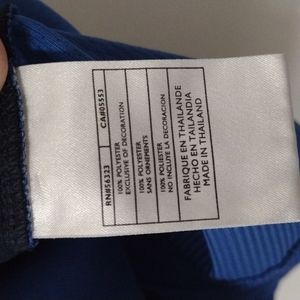 RN#56323 CA#05553
100% POLYESTER
EXCLUSIVE OF DECORATION
100% POLYESTER
SANS ORNEMENTS
100% POLIESTER
NO INCLUYE LA DECORACION
FABRIQUE EN THAILANDE
HECHO EN TAILANDIA
MADE IN THAILAND